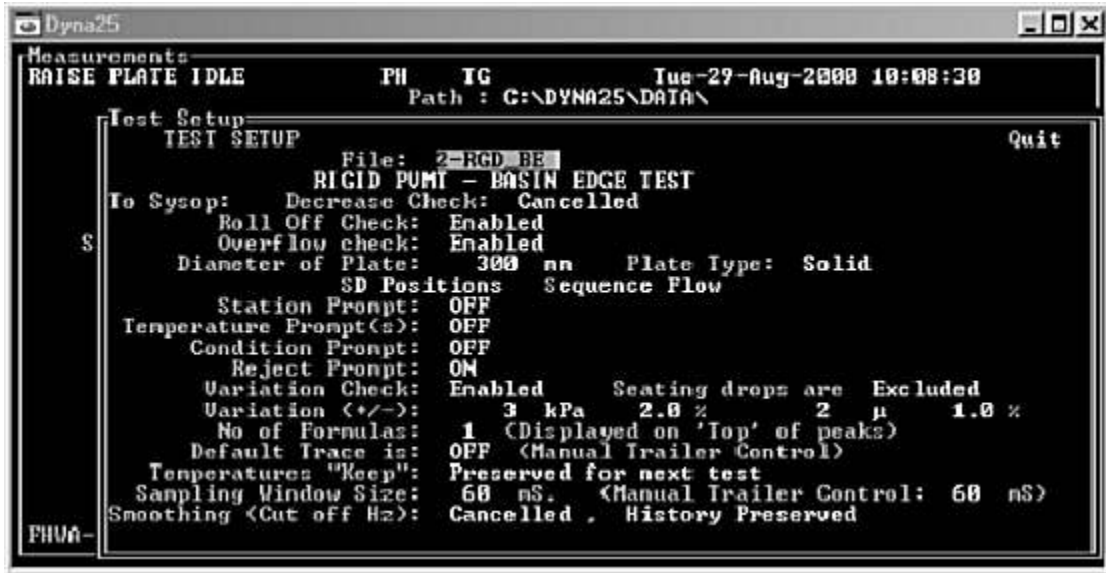 Dyna25
Measurements
RAISE PLATE IDLE PH TG Tue-29-Aug-2000 10:08:30
Path : C:\DYNA25\DATA\
Test Setup
TEST SETUP Quit
File: 2-RGD_BE
RIGID PVMT - BASIN EDGE TEST
To Sysop: Decrease Check: Cancelled
Roll Off Check: Enabled
S Overflow check: Enabled
Diameter of Plate: 300 mm Plate Type: Solid
SD Positions Sequence Flow
Station Prompt: OFF
Temperature Prompt(s): OFF
Condition Prompt: OFF
Reject Prompt: ON
Variation Check: Enabled Seating drops are Excluded
Variation (+/-): 3 kPa 2.0 % 2 µ 1.0 %
No of Formulas: 1 (Displayed on 'Top' of peaks)
Default Trace is: OFF (Manual Trailer Control)
Temperatures "Keep": Preserved for next test
Sampling Window Size: 60 mS. (Manual Trailer Control: 60 mS)
Smoothing (Cut off Hz): Cancelled , History Preserved
FHWA-